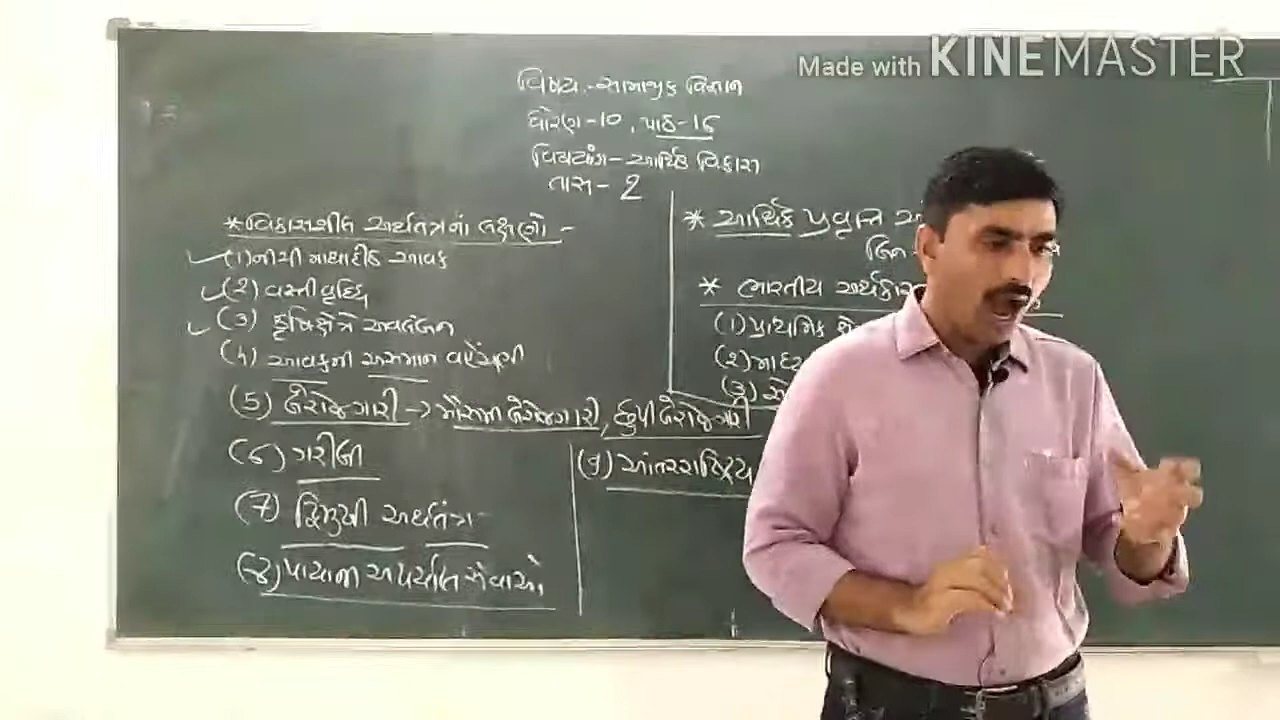 Made with KINEMASTER
વિષય :- સામાજીક વિજ્ઞાન
ધોરણ-10, પાઠ-16
વિષયાંગ- આર્થિક વિકાસ
તાસ- 2
*વિકાસશીલ અર્થતંત્રનાં લક્ષણો -
(1) નીચી માથાદીઠ આવક
(2) વસ્તીવૃધ્ધિ
(3) કૃષિક્ષેત્રે અવલંબન
(4) આવકની અસમાન વહેંચણી
(5) બેરોજગારી → મૌસમી બેરોજગારી, છુપી બેરોજગારી
(6) ગરીબી
(7) દ્વિમુખી અર્થતંત્ર-
(8) પાયાની અપર્યાપ્ત સેવાઓ
* આર્થિક પ્રવૃત્તિ
બિન
* ભારતીય
(1) પ્રાથમિક
(2)
(3)
(9) આંતરરાષ્ટ્રિય